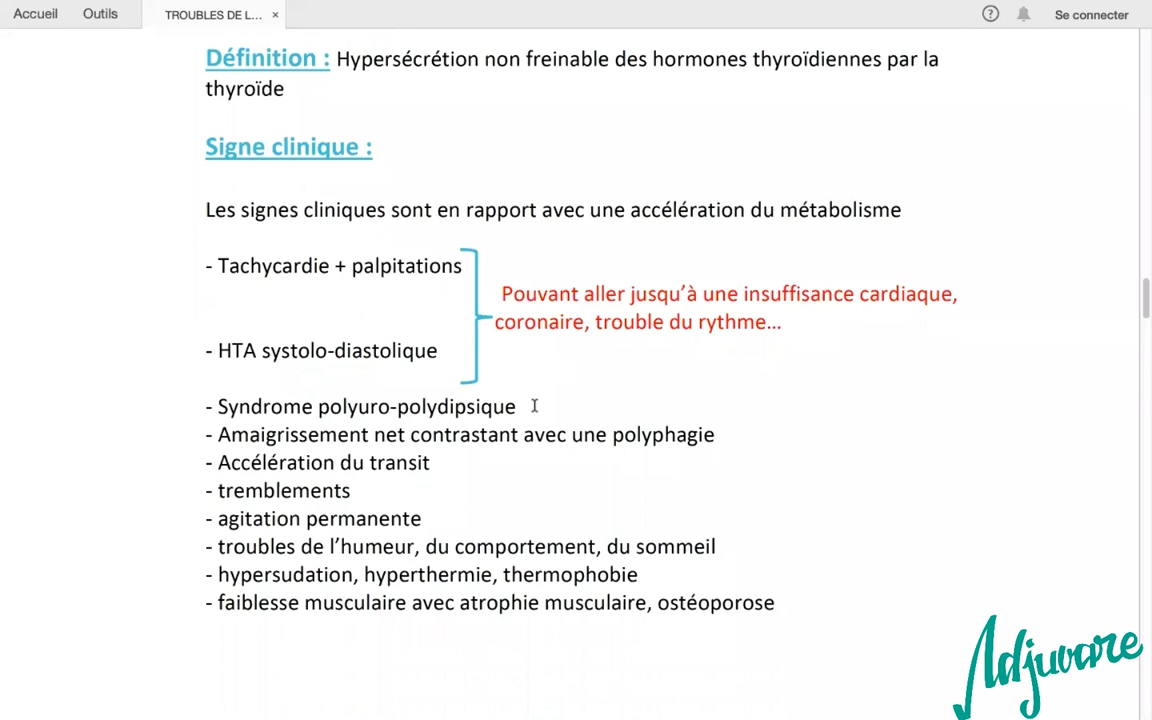 Accueil Outils TROUBLES DE L... × ? Se connecter
Définition : Hypersécrétion non freinable des hormones thyroïdiennes par la
thyroïde
Signe clinique :
Les signes cliniques sont en rapport avec une accélération du métabolisme
- Tachycardie + palpitations
Pouvant aller jusqu’à une insuffisance cardiaque,
coronaire, trouble du rythme…
- HTA systolo-diastolique
- Syndrome polyuro-polydipsique
- Amaigrissement net contrastant avec une polyphagie
- Accélération du transit
- tremblements
- agitation permanente
- troubles de l’humeur, du comportement, du sommeil
- hypersudation, hyperthermie, thermophobie
- faiblesse musculaire avec atrophie musculaire, ostéoporose
Adjuvare